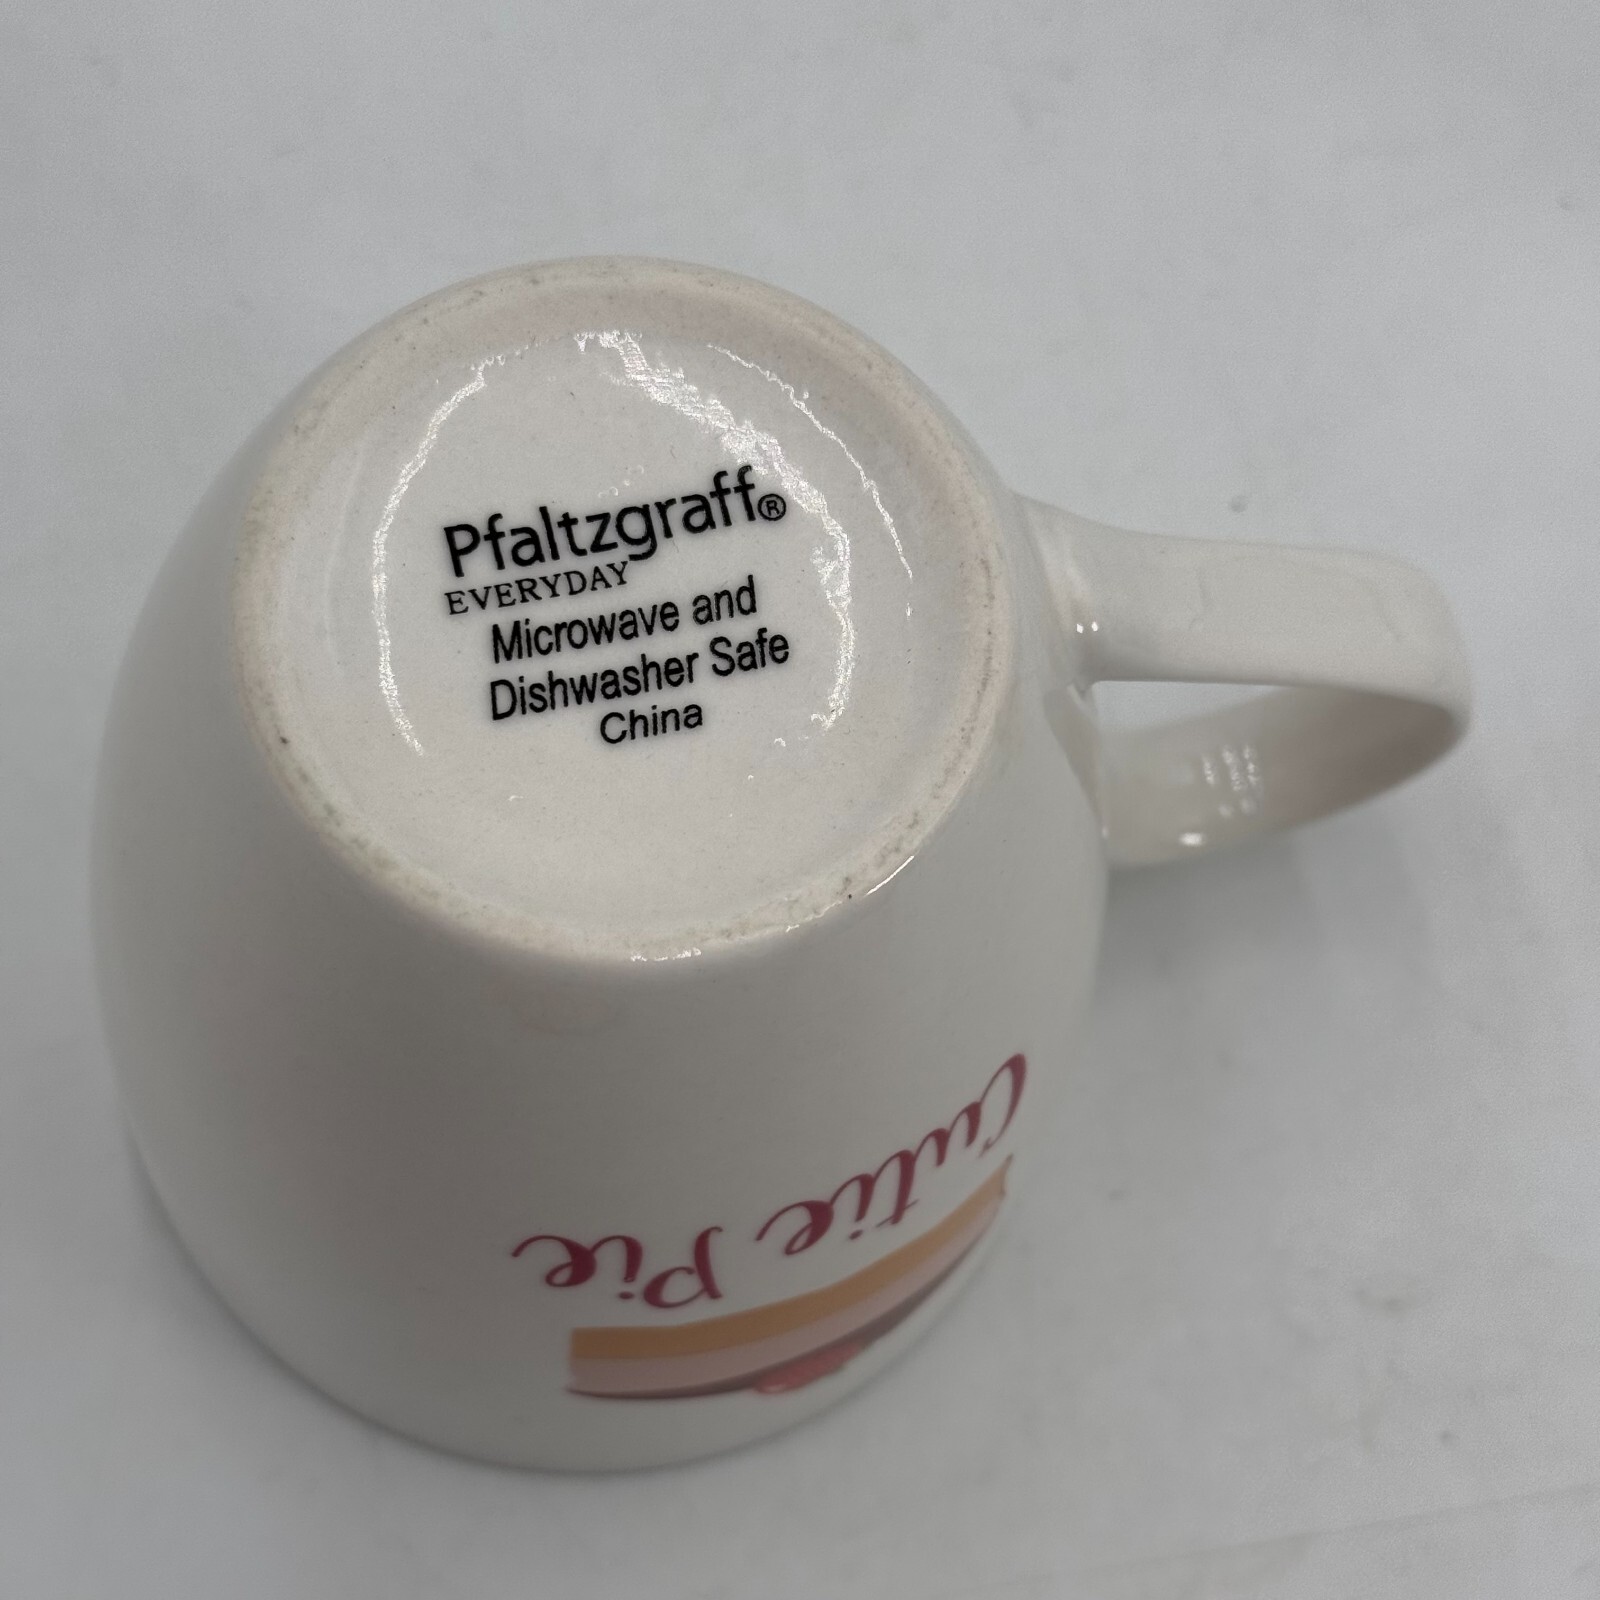 Pfaltzgraff®
EVERYDAY
Microwave and
Dishwasher Safe
China
Cutie Pie